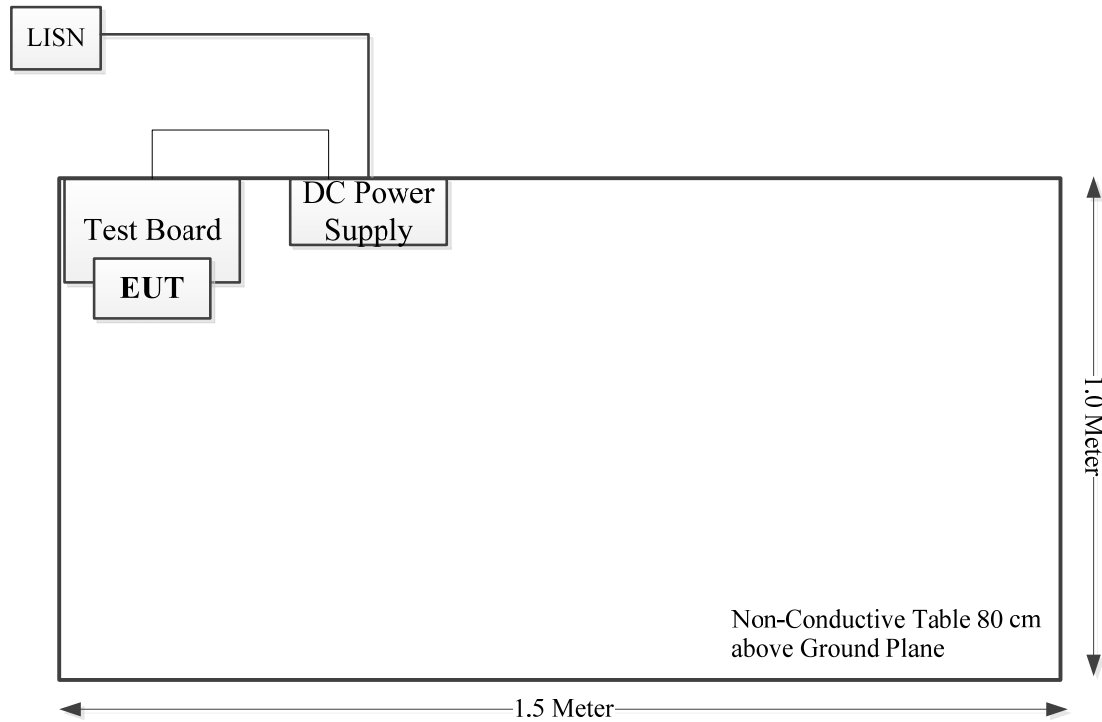 LISN
DC Power
Supply
Test Board
EUT
1.0 Meter
Non-Conductive Table 80 cm
above Ground Plane
1.5 Meter